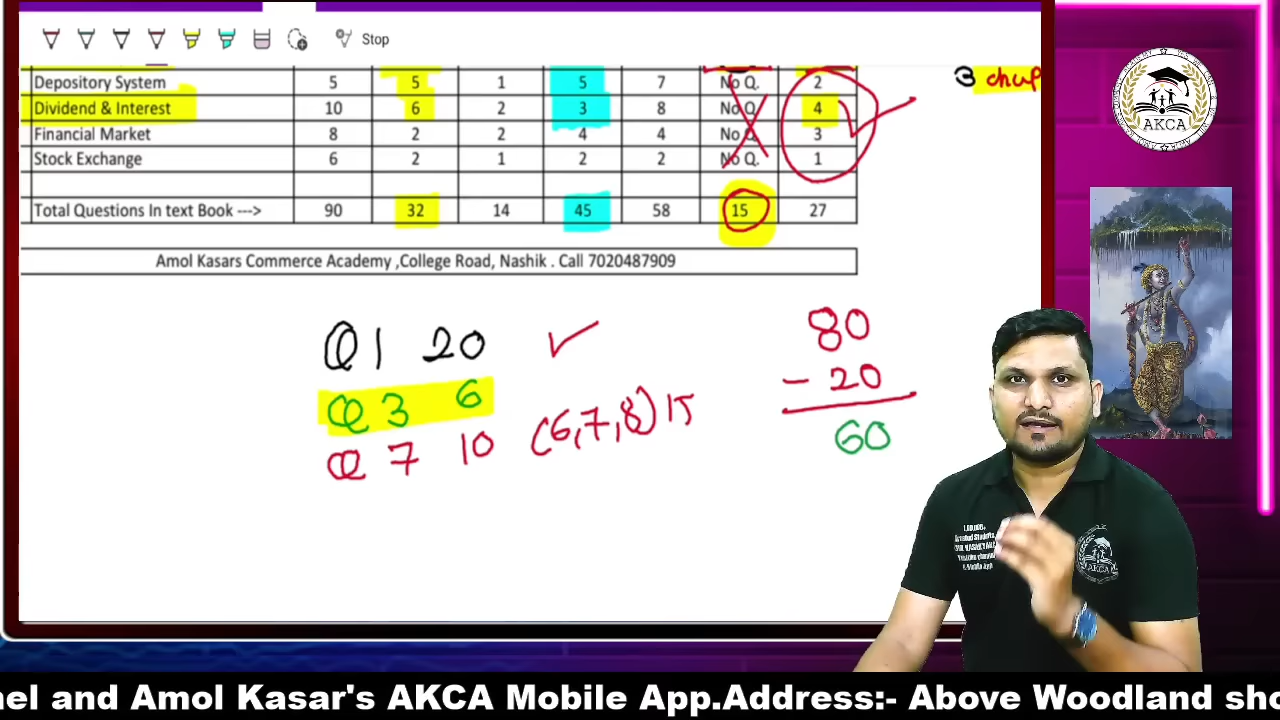 Stop
Depository System 5 5 1 5 7 No Q. 2
3 chap
Dividend & Interest 10 6 2 3 8 No Q. 4
Financial Market 8 2 2 4 4 No Q. 3
Stock Exchange 6 2 1 2 2 No Q. 1
Total Questions In text Book ---> 90 32 14 45 58 15 27
Amol Kasars Commerce Academy ,College Road, Nashik . Call 7020487909
Q 1 20
Q 3 6
Q 7 10 (6,7,8) 15
80
- 20
60
AKCA
AKCA
nel and Amol Kasar's AKCA Mobile App.Address:- Above Woodland sho